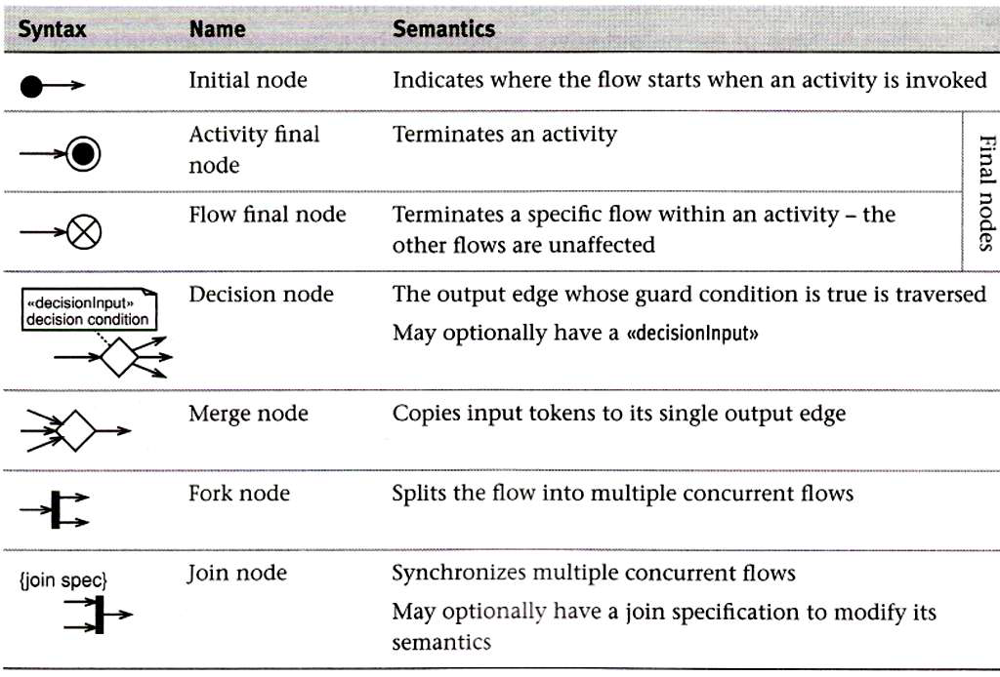 Syntax Name Semantics
Initial node Indicates where the flow starts when an activity is invoked
Activity final Terminates an activity
node
Final nodes
Flow final node Terminates a specific flow within an activity – the
other flows are unaffected
«decisionInput»
decision condition
Decision node The output edge whose guard condition is true is traversed
May optionally have a «decisionInput»
Merge node Copies input tokens to its single output edge
Fork node Splits the flow into multiple concurrent flows
{join spec}
Join node Synchronizes multiple concurrent flows
May optionally have a join specification to modify its
semantics